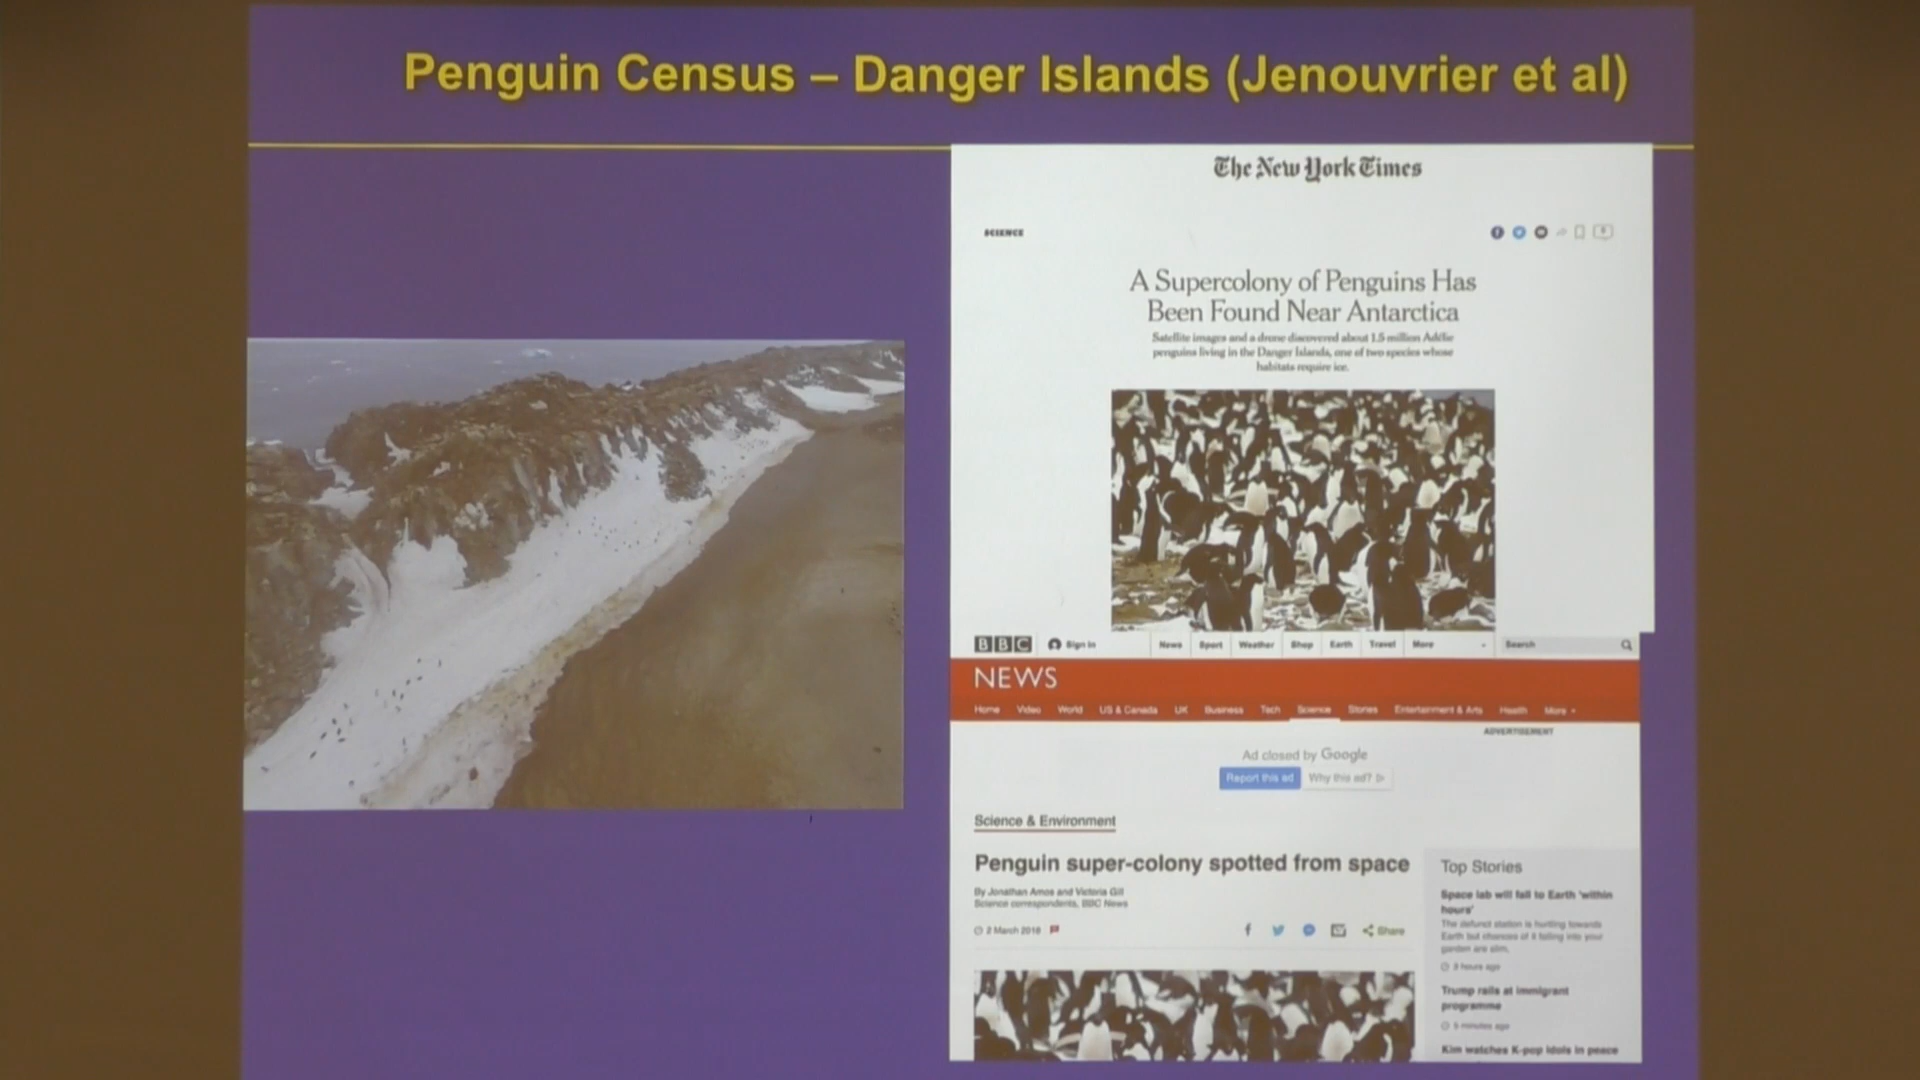 Penguin Census – Danger Islands (Jenouvrier et al)
The New York Times
SCIENCE
A Supercolony of Penguins Has
Been Found Near Antarctica
Satellite images and a drone discovered about 1.5 million Adélie
penguins living in the Danger Islands, one of two species whose
habitats require ice.
BBC Sign in News Sport Weather Shop Earth Travel More Search
NEWS
Home Video World US & Canada UK Business Tech Science Stories Entertainment & Arts Health More
ADVERTISEMENT
Ad closed by Google
Report this ad Why this ad?
Science & Environment
Penguin super-colony spotted from space
By Jonathan Amos and Victoria Gill
Science correspondents, BBC News
2 March 2018
Share
Top Stories
Space lab will fall to Earth 'within
hours'
The defunct station is hurtling towards
Earth but chances of it falling into your
garden are slim.
3 hours ago
Trump rails at immigrant
programme
5 minutes ago
Kim watches K-pop idols in peace